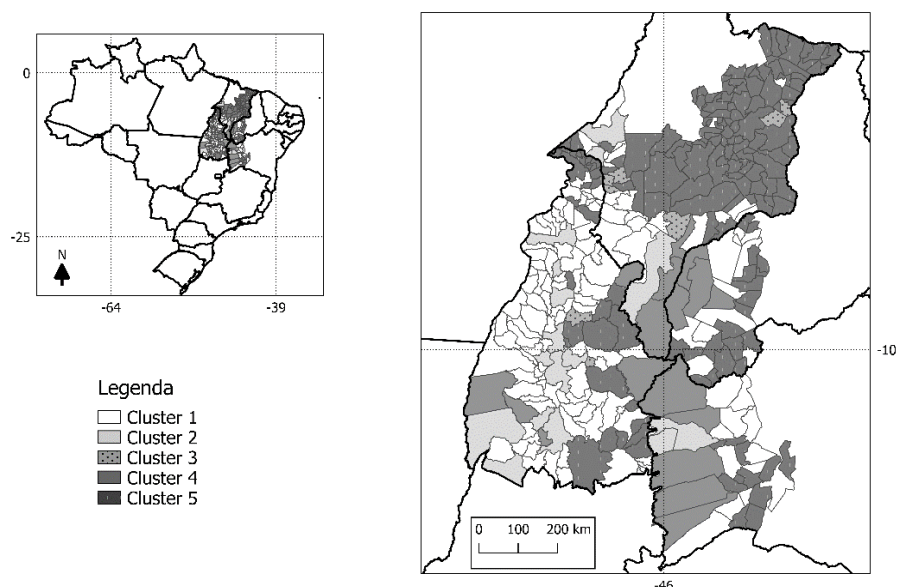 0
-25
N
-64
-39
Legenda
Cluster 1
Cluster 2
Cluster 3
Cluster 4
Cluster 5
-10
0 100 200 km
-46